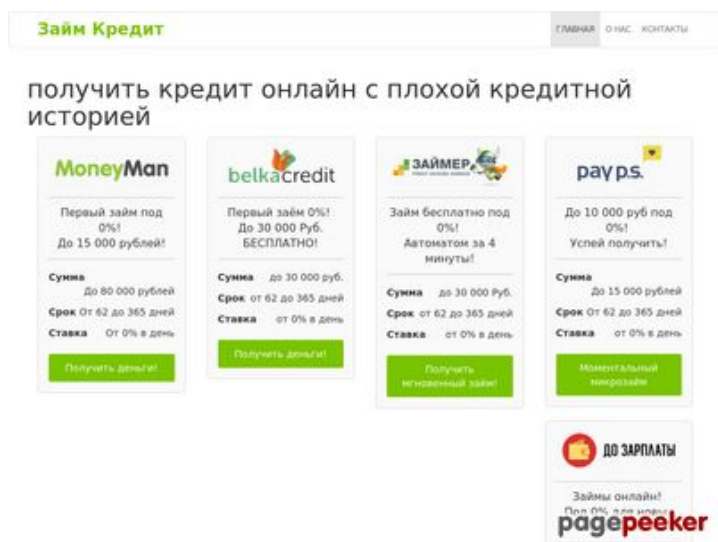 Займ Кредит
ГЛАВНАЯ О НАС КОНТАКТЫ
получить кредит онлайн с плохой кредитной
историей
MoneyMan
Первый займ под
0%!
До 15 000 рублей!
Сумма
До 80 000 рублей
Срок От 62 до 365 дней
Ставка От 0% в день
Получить деньги!
belkacredit
Первый заём 0%!
До 30 000 Руб.
БЕСПЛАТНО!
Сумма до 30 000 руб.
Срок от 62 до 365 дней
Ставка от 0% в день
Получить деньги!
ЗАЙМЕР
Займ бесплатно под
0%!
Автоматом за 4
минуты!
Сумма до 30 000 Руб.
Срок от 62 до 365 дней
Ставка от 0% в день
Получить
мгновенный займ!
pay p.s.
До 10 000 руб под
0%!
Успей получить!
Сумма
До 15 000 рублей
Срок От 62 до 365 дней
Ставка от 0% в день
Моментальный
микрозайм
ДО ЗАРПЛАТЫ
Займы онлайн!
Под 0% для новых
pagepeeker